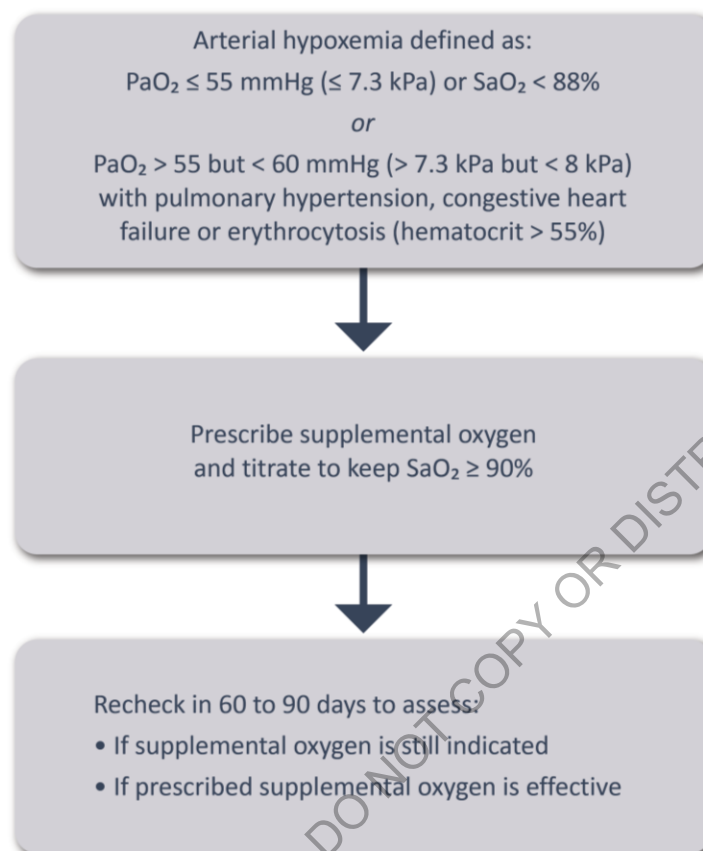 Arterial hypoxemia defined as:
PaO₂ ≤ 55 mmHg (≤ 7.3 kPa) or SaO₂ < 88%
or
PaO₂ > 55 but < 60 mmHg (> 7.3 kPa but < 8 kPa)
with pulmonary hypertension, congestive heart
failure or erythrocytosis (hematocrit > 55%)
Prescribe supplemental oxygen
and titrate to keep SaO₂ ≥ 90%
Recheck in 60 to 90 days to assess:
• If supplemental oxygen is still indicated
• If prescribed supplemental oxygen is effective
DO NOT COPY OR DISTR